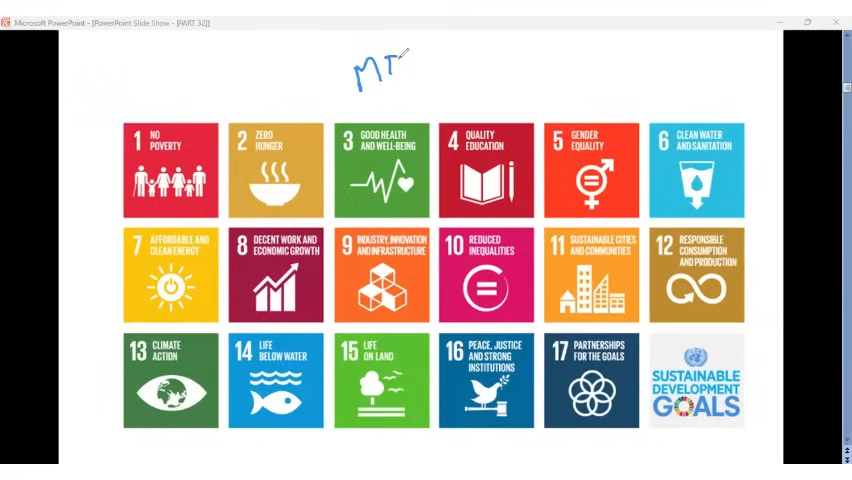 Microsoft PowerPoint - [PowerPoint Slide Show - [PART 32]]
MT
1 NO POVERTY
2 ZERO HUNGER
3 GOOD HEALTH AND WELL-BEING
4 QUALITY EDUCATION
5 GENDER EQUALITY
6 CLEAN WATER AND SANITATION
7 AFFORDABLE AND CLEAN ENERGY
8 DECENT WORK AND ECONOMIC GROWTH
9 INDUSTRY, INNOVATION AND INFRASTRUCTURE
10 REDUCED INEQUALITIES
11 SUSTAINABLE CITIES AND COMMUNITIES
12 RESPONSIBLE CONSUMPTION AND PRODUCTION
13 CLIMATE ACTION
14 LIFE BELOW WATER
15 LIFE ON LAND
16 PEACE, JUSTICE AND STRONG INSTITUTIONS
17 PARTNERSHIPS FOR THE GOALS
SUSTAINABLE
DEVELOPMENT
GOALS